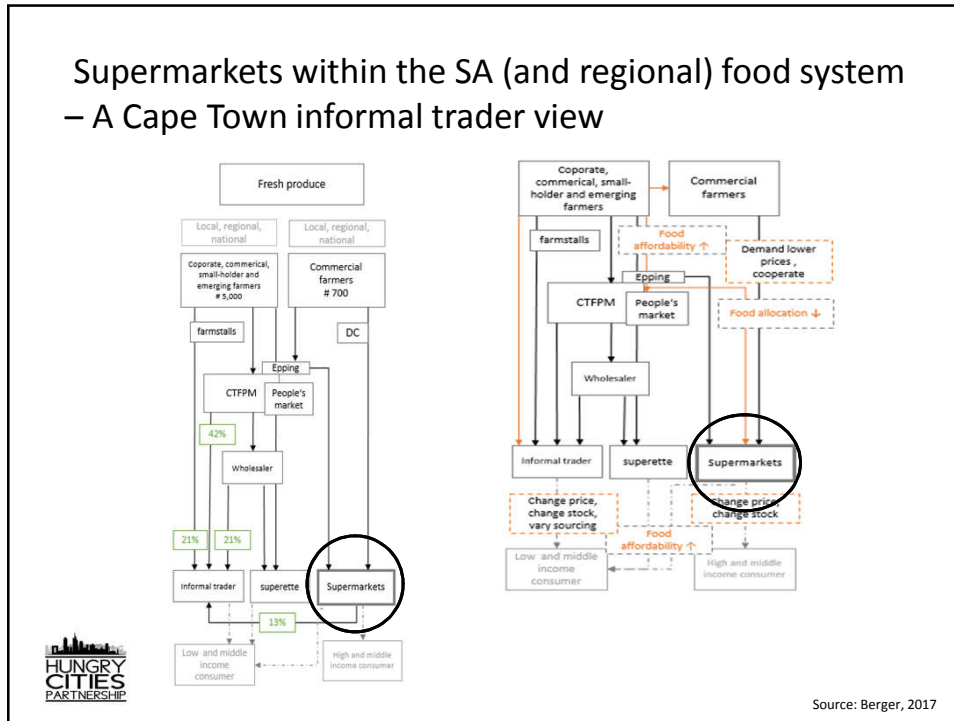 Supermarkets within the SA (and regional) food system
– A Cape Town informal trader view
Fresh produce
Local, regional,
national
Local, regional,
national
Coporate, commerical,
small-holder and
emerging farmers
# 5,000
Commercial
farmers
# 700
farmstalls
DC
Epping
CTFPM
People's
market
42%
Wholesaler
21%
21%
Informal trader
superette
Supermarkets
13%
Low and middle
income
consumer
High and middle
income consumer
Coporate,
commerical, small-
holder and emerging
farmers
Commercial
farmers
farmstalls
Food
affordability ↑
Demand lower
prices ,
cooperate
Epping
CTFPM
People's
market
Food allocation ↓
Wholesaler
Informal trader
superette
Supermarkets
Change price,
change stock,
vary sourcing
Change price,
change stock
Food
affordability ↑
Low and middle
income
consumer
High and middle
income consumer
HUNGRY
CITIES
PARTNERSHIP
Source: Berger, 2017